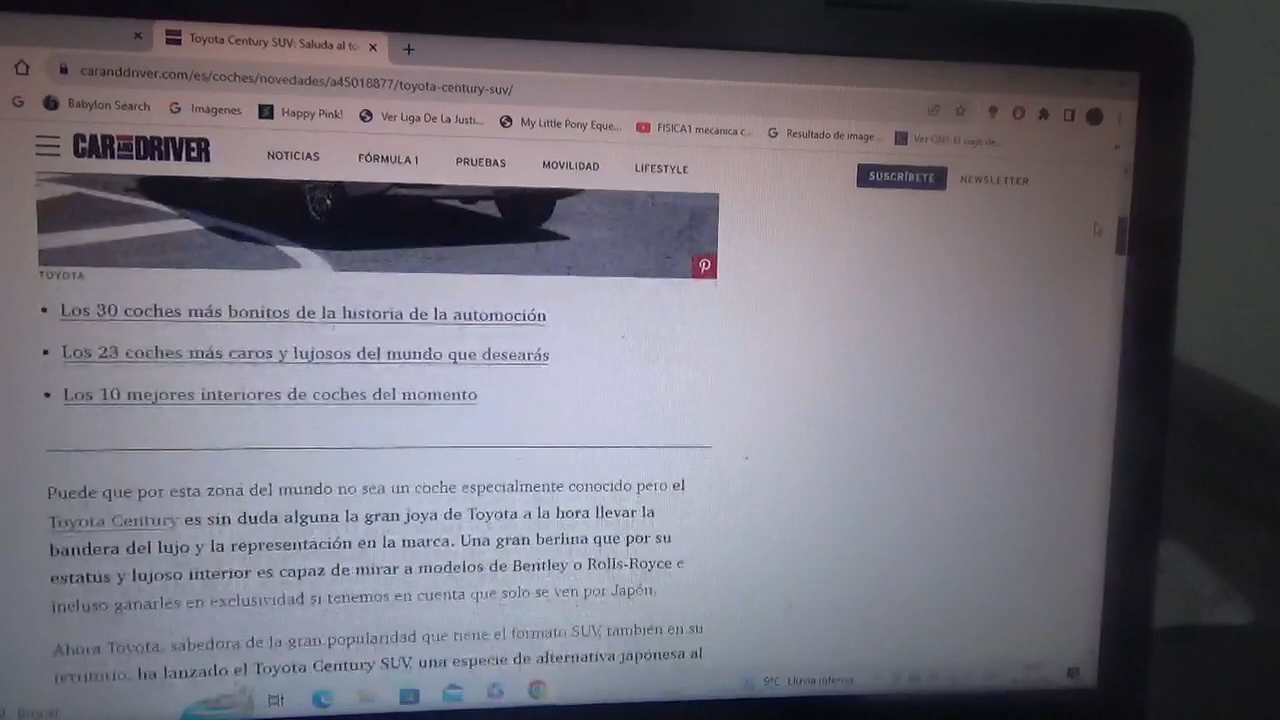 Toyota Century SUV: Saluda al to
caranddriver.com/es/coches/novedades/a45018877/toyota-century-suv/
G Babylon Search G Imágenes Happy Pink! Ver Liga De La Justi... My Little Pony Eque... FISICA1 mecánica c... G Resultado de image... Ver
CAR AND DRIVER
NOTICIAS FÓRMULA 1 PRUEBAS MOVILIDAD LIFESTYLE SUSCRÍBETE NEWSLETTER
TOYOTA
Los 30 coches más bonitos de la historia de la automoción
Los 23 coches más caros y lujosos del mundo que desearás
Los 10 mejores interiores de coches del momento
Puede que por esta zona del mundo no sea un coche especialmente conocido pero el
Toyota Century es sin duda alguna la gran joya de Toyota a la hora llevar la
bandera del lujo y la representación en la marca. Una gran berlina que por su
estatus y lujoso interior es capaz de mirar a modelos de Bentley o Rolls-Royce e
incluso ganarles en exclusividad si tenemos en cuenta que solo se ven por Japón.
Ahora Toyota, sabedora de la gran popularidad que tiene el formato SUV, también en su
territorio, ha lanzado el Toyota Century SUV, una especie de alternativa japonesa al
Buscar 9°C Lluvia intensa